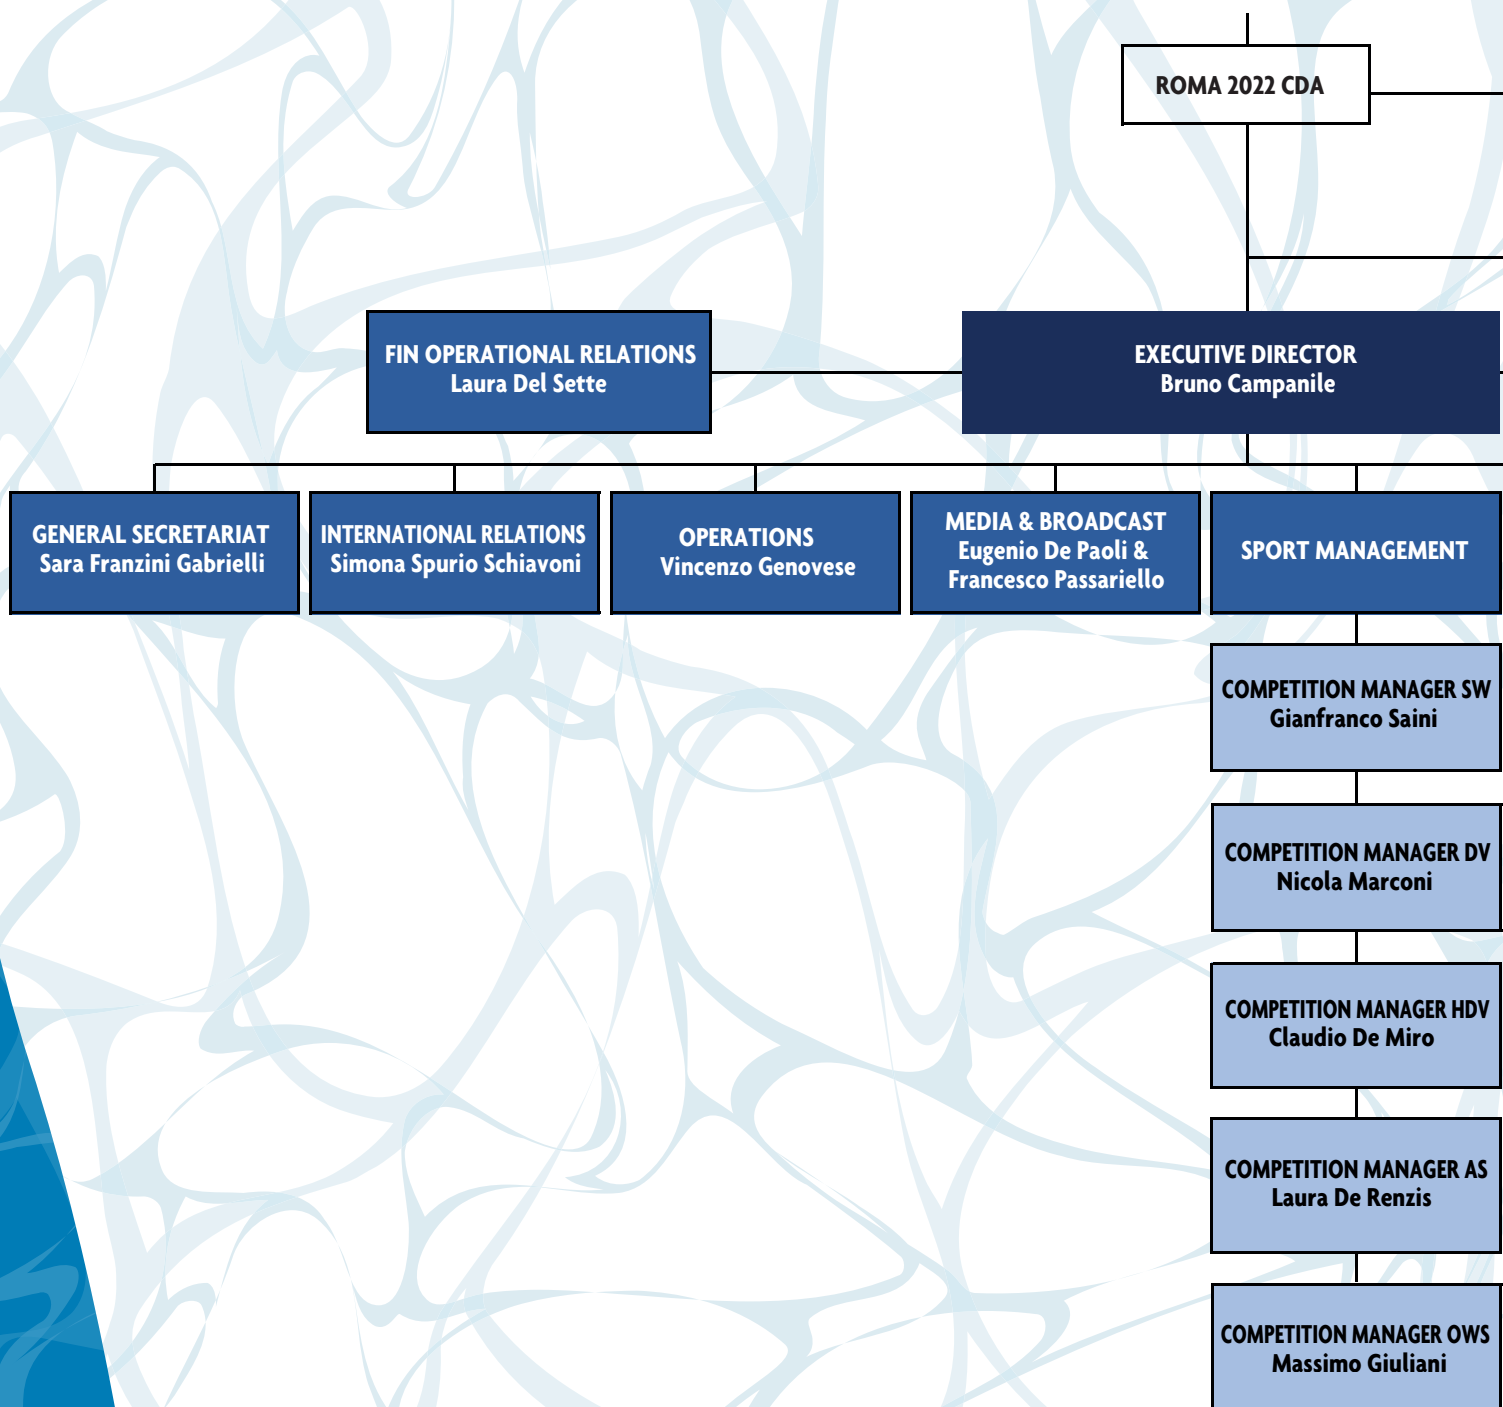 ROMA 2022 CDA
FIN OPERATIONAL RELATIONS
Laura Del Sette
EXECUTIVE DIRECTOR
Bruno Campanile
GENERAL SECRETARIAT
Sara Franzini Gabrielli
INTERNATIONAL RELATIONS
Simona Spurio Schiavoni
OPERATIONS
Vincenzo Genovese
MEDIA & BROADCAST
Eugenio De Paoli &
Francesco Passariello
SPORT MANAGEMENT
COMPETITION MANAGER SW
Gianfranco Saini
COMPETITION MANAGER DV
Nicola Marconi
COMPETITION MANAGER HDV
Claudio De Miro
COMPETITION MANAGER AS
Laura De Renzis
COMPETITION MANAGER OWS
Massimo Giuliani